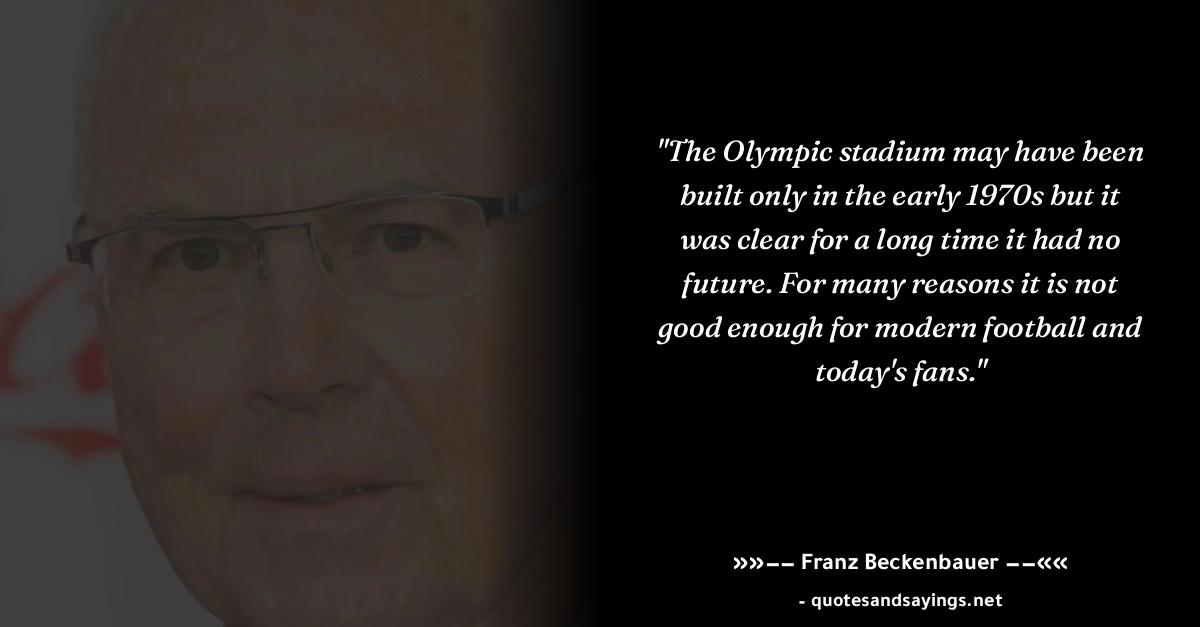 "The Olympic stadium may have been
built only in the early 1970s but it
was clear for a long time it had no
future. For many reasons it is not
good enough for modern football and
today's fans."
»»–– Franz Beckenbauer ––««
- quotesandsayings.net